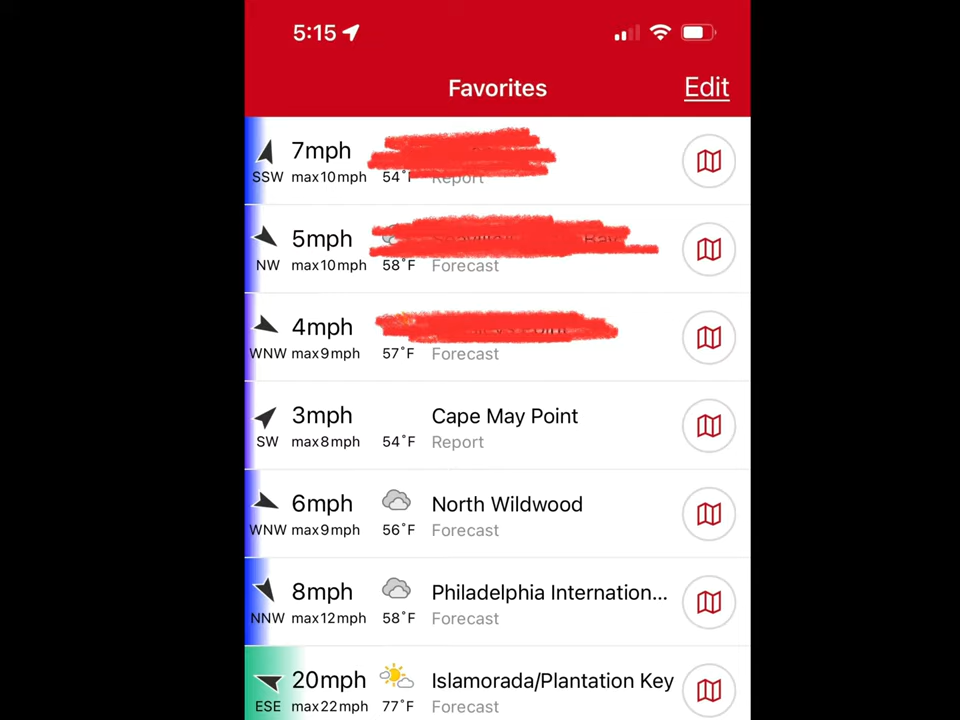 5:15
Favorites
Edit
7mph
SSW max10mph 54°F Report
5mph
NW max10mph 58°F Forecast
4mph
WNW max9mph 57°F Forecast
3mph Cape May Point
SW max8mph 54°F Report
6mph North Wildwood
WNW max9mph 56°F Forecast
8mph Philadelphia Internation...
NNW max12mph 58°F Forecast
20mph Islamorada/Plantation Key
ESE max22mph 77°F Forecast